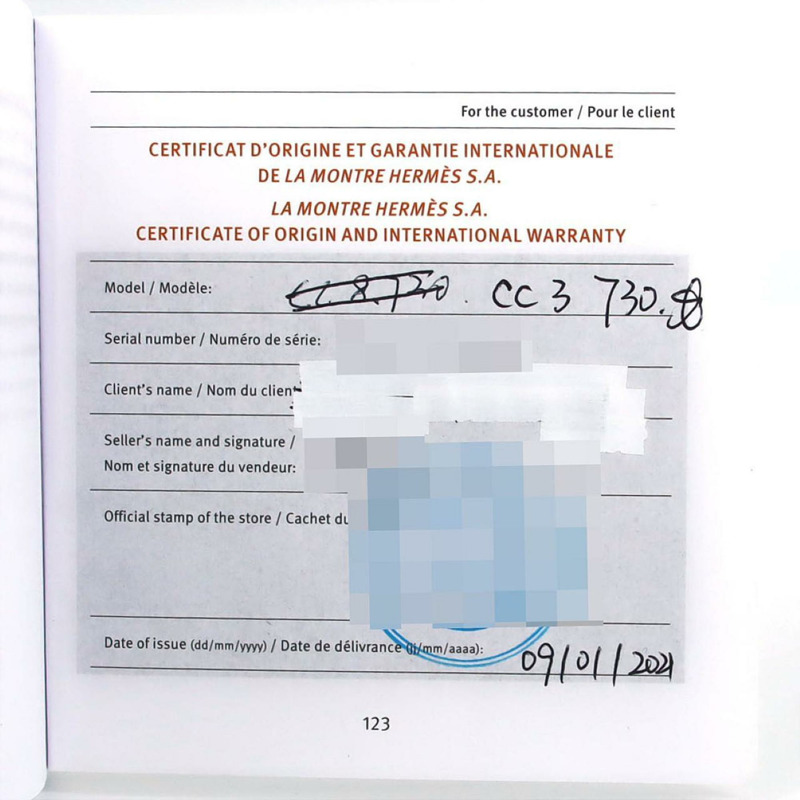 For the customer / Pour le client
CERTIFICAT D'ORIGINE ET GARANTIE INTERNATIONALE
DE LA MONTRE HERMÈS S.A.
LA MONTRE HERMÈS S.A.
CERTIFICATE OF ORIGIN AND INTERNATIONAL WARRANTY
Model / Modèle: CC3 730.
Serial number / Numéro de série:
Client's name / Nom du client
Seller's name and signature /
Nom et signature du vendeur:
Official stamp of the store / Cachet du
Date of issue (dd/mm/yyyy) / Date de délivrance (jj/mm/aaaa): 09/01/2021
123